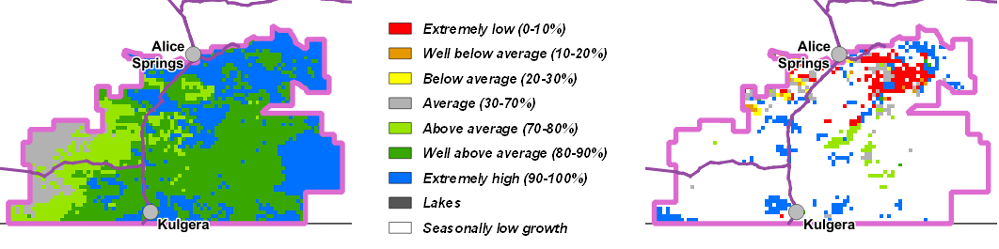 Alice
Springs
Kulgera
Extremely low (0-10%)
Well below average (10-20%)
Below average (20-30%)
Average (30-70%)
Above average (70-80%)
Well above average (80-90%)
Extremely high (90-100%)
Lakes
Seasonally low growth
Alice
Springs
Kulgera